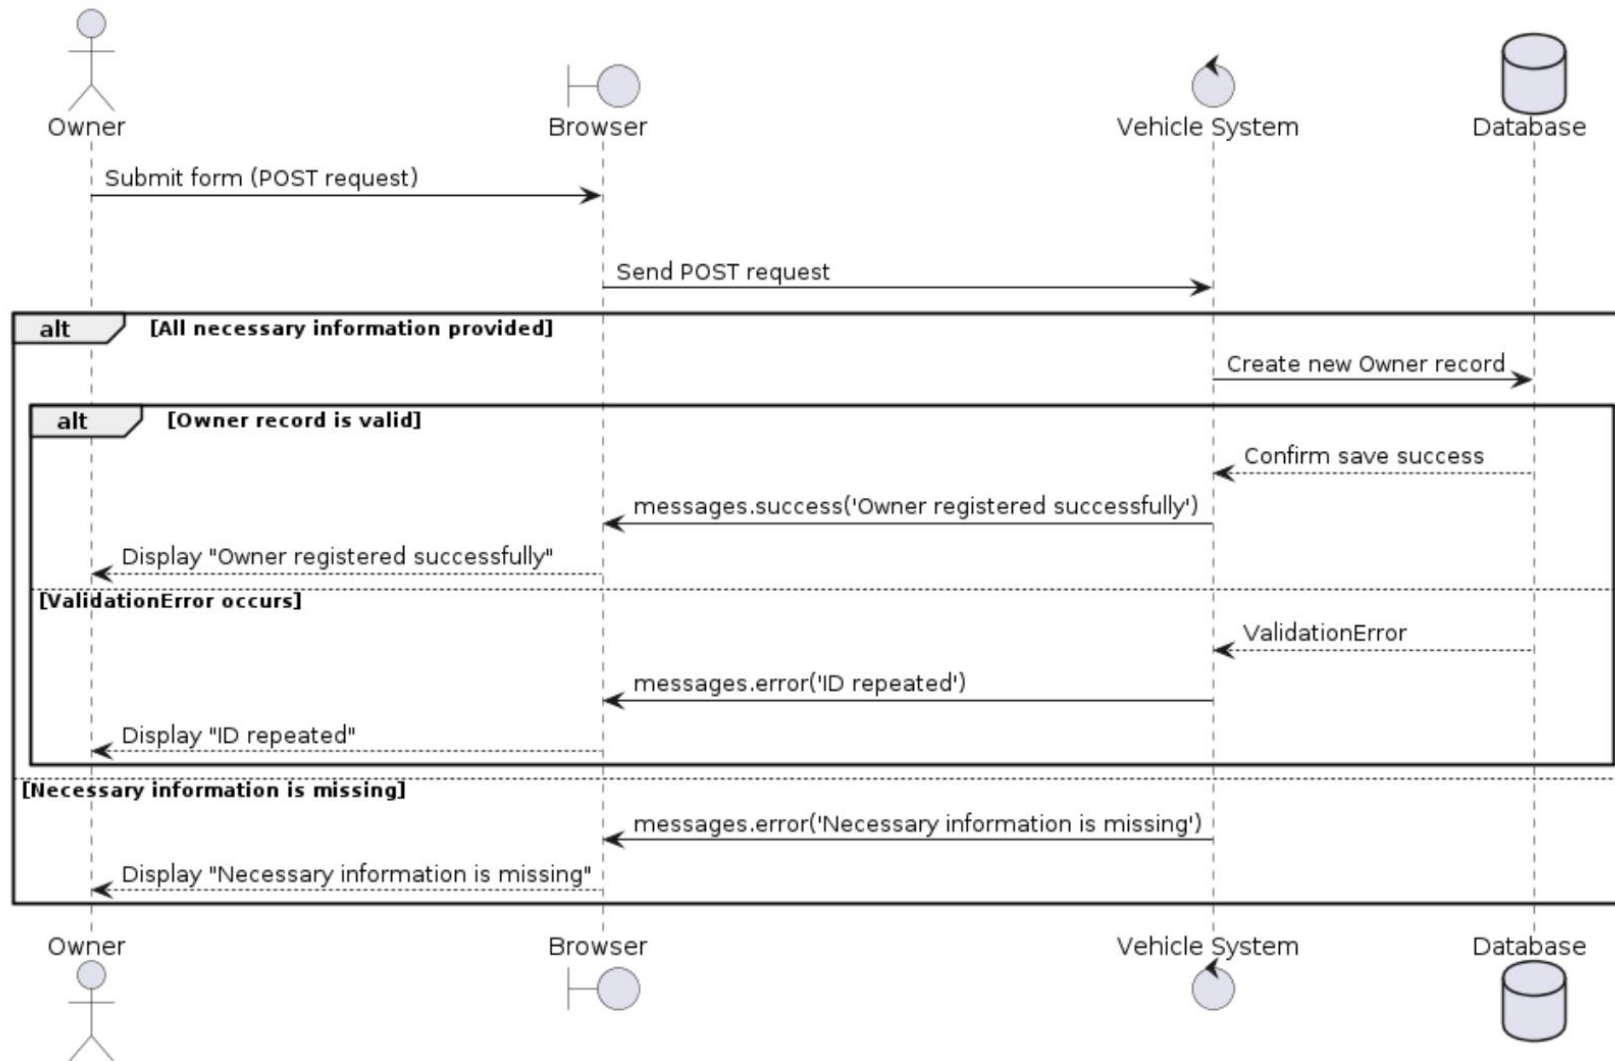 Owner
Browser
Vehicle System
Database
Submit form (POST request)
Send POST request
alt
[All necessary information provided]
Create new Owner record
alt
[Owner record is valid]
Confirm save success
messages.success('Owner registered successfully')
Display "Owner registered successfully"
[ValidationError occurs]
ValidationError
messages.error('ID repeated')
Display "ID repeated"
[Necessary information is missing]
messages.error('Necessary information is missing')
Display "Necessary information is missing"
Owner
Browser
Vehicle System
Database